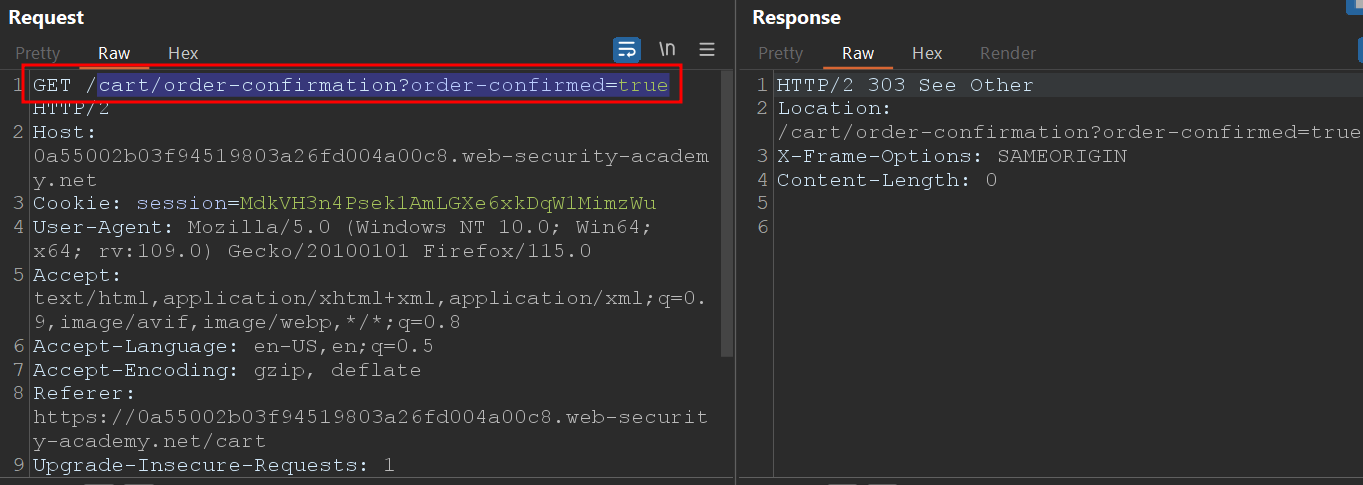 Request
Pretty Raw Hex \n
1 GET /cart/order-confirmation?order-confirmed=true
HTTP/2
2 Host:
0a55002b03f94519803a26fd004a00c8.web-security-academ
y.net
3 Cookie: session=MdkVH3n4Psek1AmLGXe6xkDqW1MimzWu
4 User-Agent: Mozilla/5.0 (Windows NT 10.0; Win64;
x64; rv:109.0) Gecko/20100101 Firefox/115.0
5 Accept:
text/html,application/xhtml+xml,application/xml;q=0.
9,image/avif,image/webp,*/*;q=0.8
6 Accept-Language: en-US,en;q=0.5
7 Accept-Encoding: gzip, deflate
8 Referer:
https://0a55002b03f94519803a26fd004a00c8.web-securit
y-academy.net/cart
9 Upgrade-Insecure-Requests: 1
Response
Pretty Raw Hex Render
1 HTTP/2 303 See Other
2 Location:
/cart/order-confirmation?order-confirmed=true
3 X-Frame-Options: SAMEORIGIN
4 Content-Length: 0
5
6